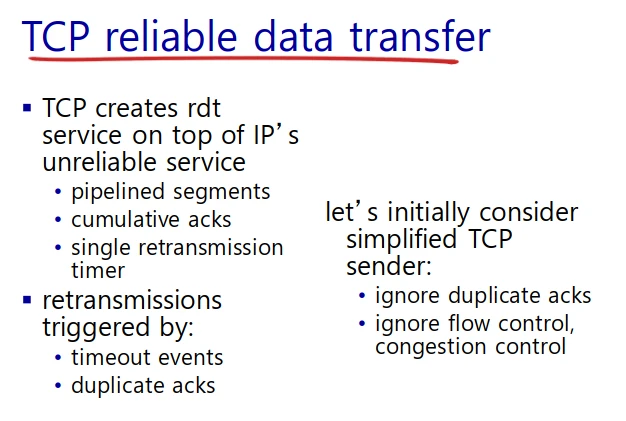 TCP reliable data transfer
▪ TCP creates rdt
service on top of IP’s
unreliable service
• pipelined segments
• cumulative acks
• single retransmission
timer
▪ retransmissions
triggered by:
• timeout events
• duplicate acks
let’s initially consider
simplified TCP
sender:
• ignore duplicate acks
• ignore flow control,
congestion control